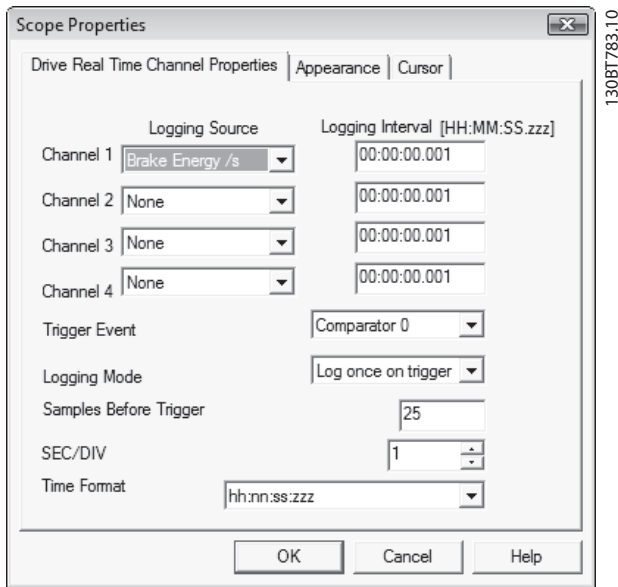 Scope Properties
130BT783.10
Drive Real Time Channel Properties Appearance Cursor
Logging Source Logging Interval [HH:MM:SS.zzz]
Channel 1 Brake Energy /s 00:00:00.001
Channel 2 None 00:00:00.001
Channel 3 None 00:00:00.001
Channel 4 None 00:00:00.001
Trigger Event Comparator 0
Logging Mode Log once on trigger
Samples Before Trigger 25
SEC/DIV 1
Time Format hh:nn:ss:zzz
OK Cancel Help